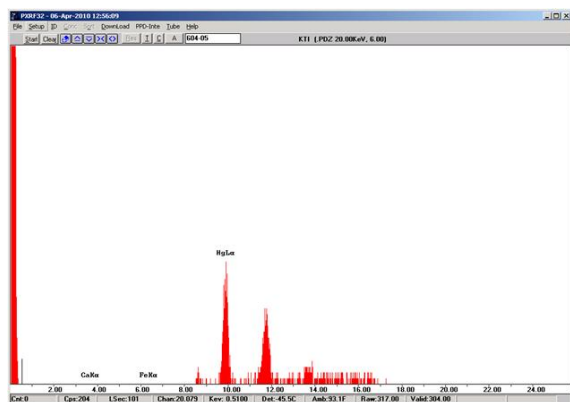 PXRF32 - 06-Apr-2010 12:56:09
File Setup ID Conc Sqrt DownLoad PPD-Inte Tube Help
Start Clear I C A 604-05 KTI (.PDZ 20.00KeV, 6.00)
HgLα
CaKα FeKα
2.00 4.00 6.00 8.00 10.00 12.00 14.00 16.00 18.00 20.00 22.00 24.00
Cnt:0 Cps:204 LSec:101 Chan:20.079 Kev: 0.5100 Det:-45.5C Amb:93.1F Raw:317.00 Valid:304.00